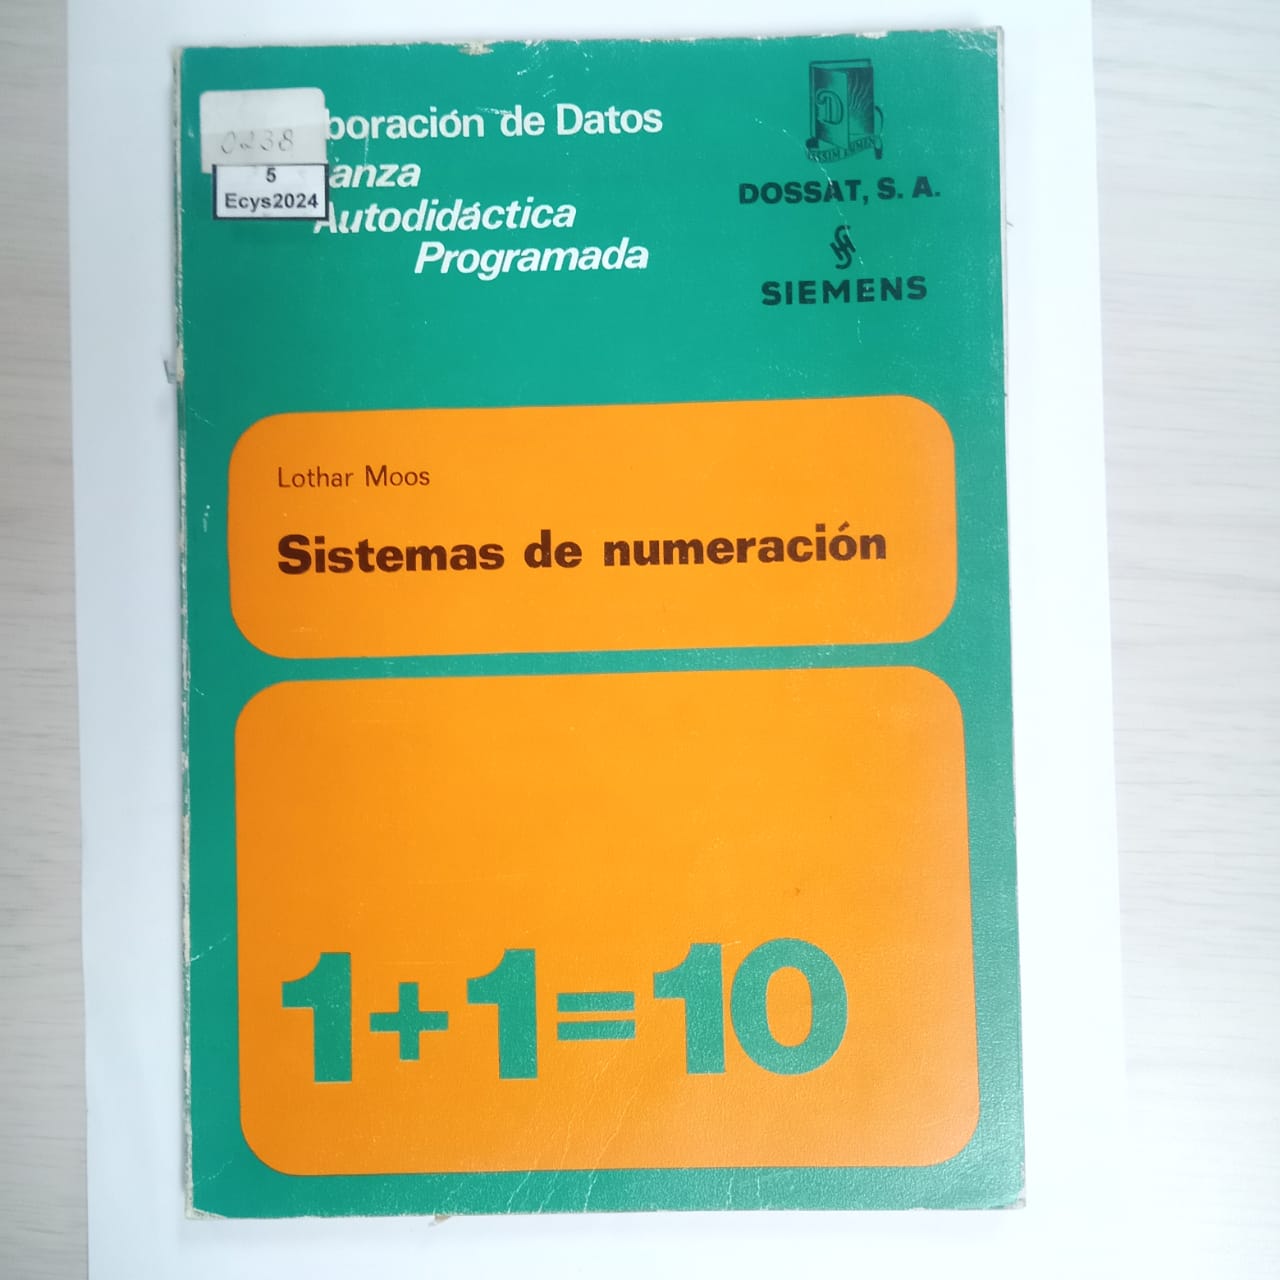 0238
5
Ecys2024
boración de Datos
anza
Autodidáctica
Programada
DOSSAT, S. A.
SIEMENS
Lothar Moos
Sistemas de numeración
1+1=10